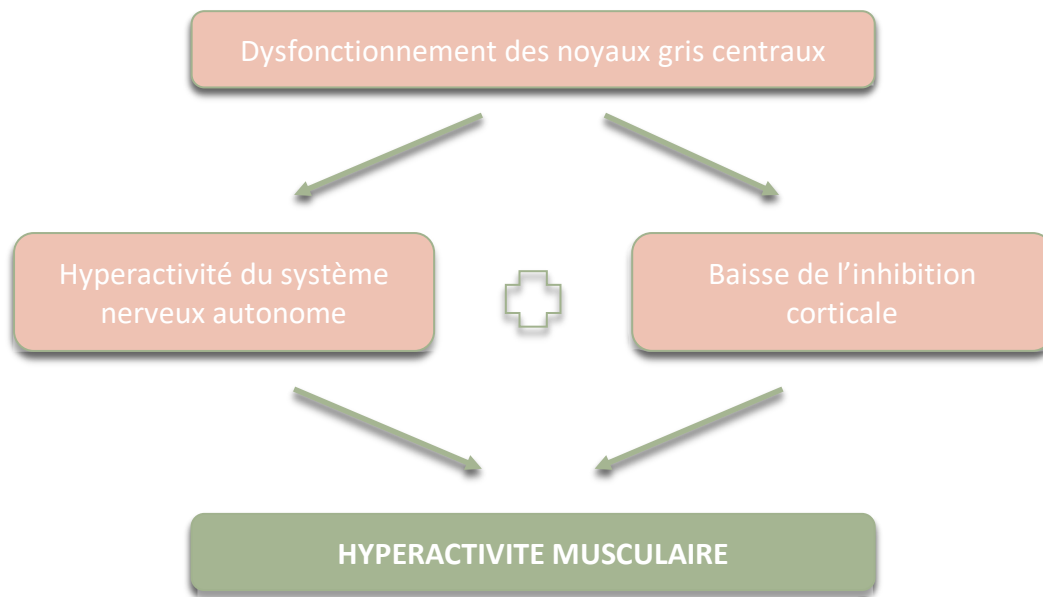 Dysfonctionnement des noyaux gris centraux
Hyperactivité du système
nerveux autonome
Baisse de l’inhibition
corticale
HYPERACTIVITE MUSCULAIRE